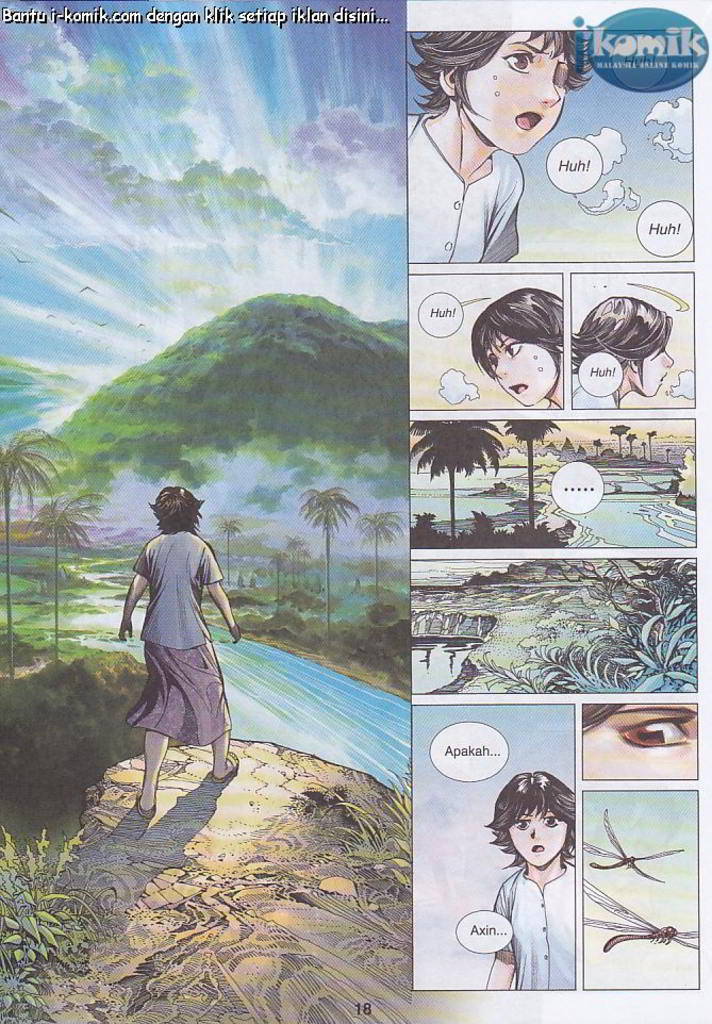 Bantu i-komik.com dengan klik setiap iklan disini...
ikomik
MALAYSIA ONLINE KOMIK
Huh!
Huh!
Huh!
Huh!
.....
Apakah...
Axin...
18